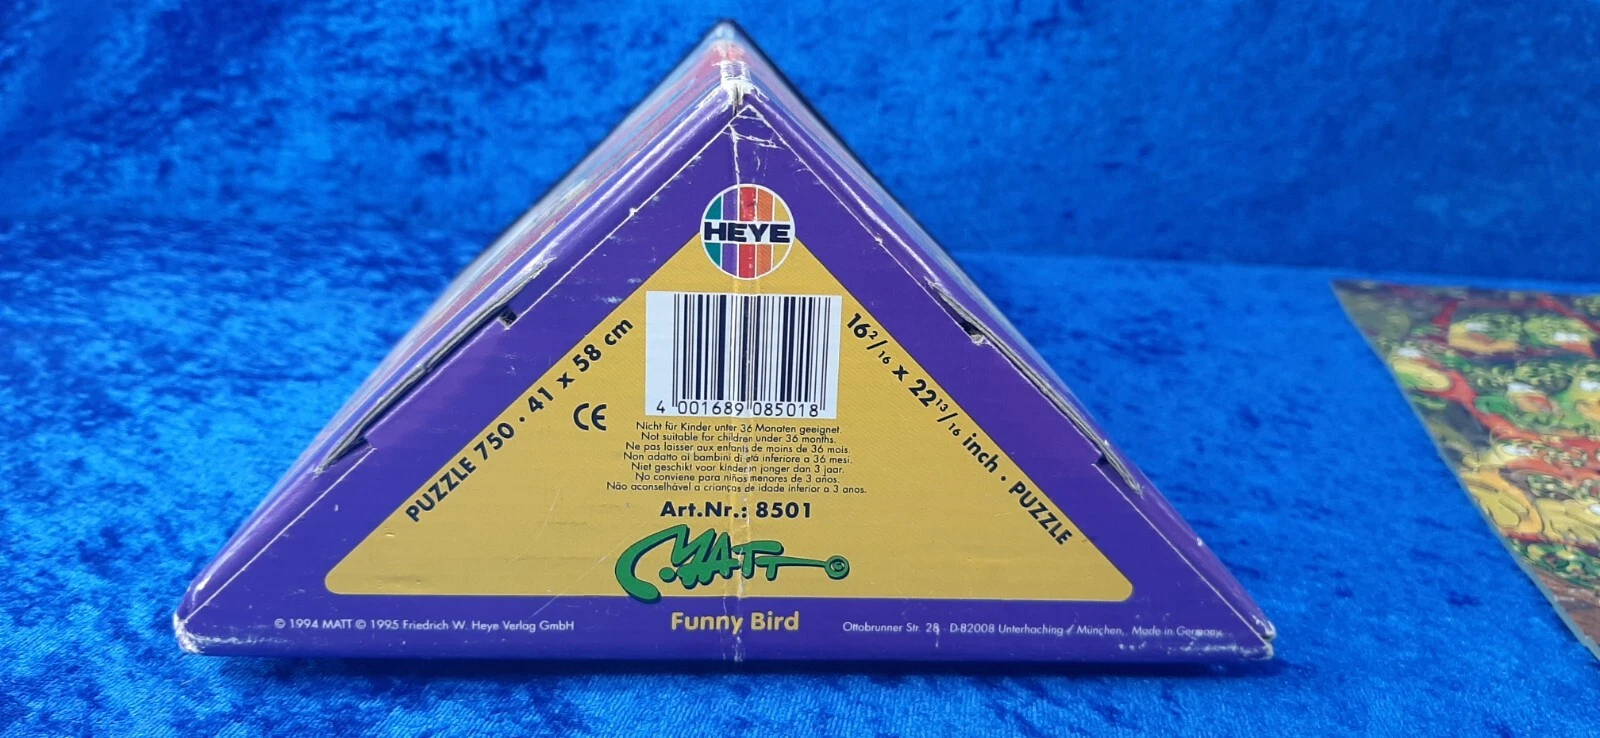 HEYE
PUZZLE 750 · 41 x 58 cm
16 2/16 x 22 13/16 inch · PUZZLE
4 001689 085018
CE
Nicht für Kinder unter 36 Monaten geeignet.
Not suitable for children under 36 months.
Ne pas laisser aux enfants de moins de 36 mois.
Non adatto ai bambini di età inferiore a 36 mesi.
Niet geschikt voor kinderen jonger dan 3 jaar.
No conviene para niños menores de 3 años.
Não aconselhável a crianças de idade inferior a 3 anos.
Art.Nr.: 8501
MATT ©
© 1994 MATT © 1995 Friedrich W. Heye Verlag GmbH
Funny Bird
Ottobrunner Str. 28 · D-82008 Unterhaching / München, Made in Germany